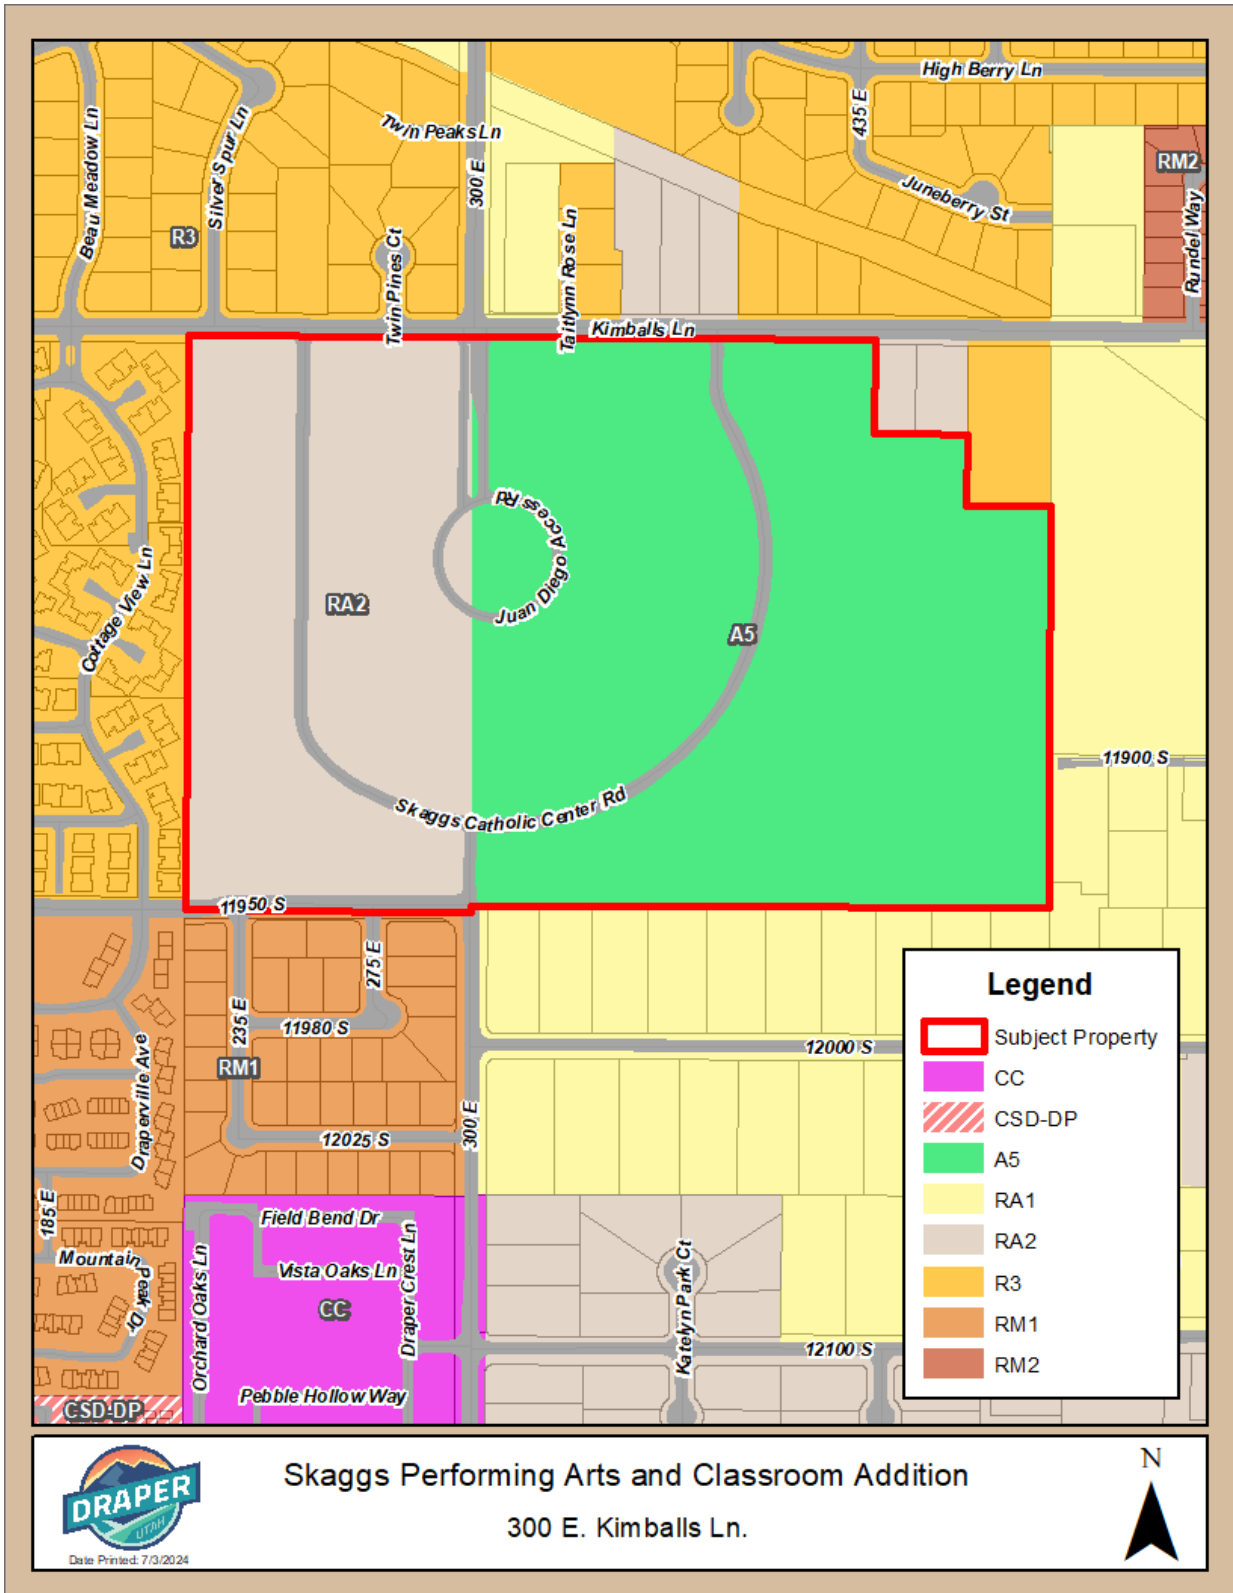 High Berry Ln
Beau Meadow Ln
Silver Spur Ln
Twin Peaks Ln
435 E
RM2
300 E
Juneberry St
R3
Taitlynn Rose Ln
Rundel Way
Twin Pines Ct
Kimballs Ln
Juan Diego Access Rd
Cottage View Ln
RA2
A5
11900 S
Skaggs Catholic Center Rd
11950 S
275 E
235 E
11980 S
12000 S
RM1
Draperville Ave
300 E
12025 S
185 E
Field Bend Dr
Mountain Peak Dr
Vista Oaks Ln
Orchard Oaks Ln
Draper Crest Ln
Katelyn Park Ct
CC
12100 S
Pebble Hollow Way
CSD-DP
Legend
Subject Property
CC
CSD-DP
A5
RA1
RA2
R3
RM1
RM2
DRAPER
UTAH
Date Printed: 7/3/2024
Skaggs Performing Arts and Classroom Addition
300 E. Kimballs Ln.
N